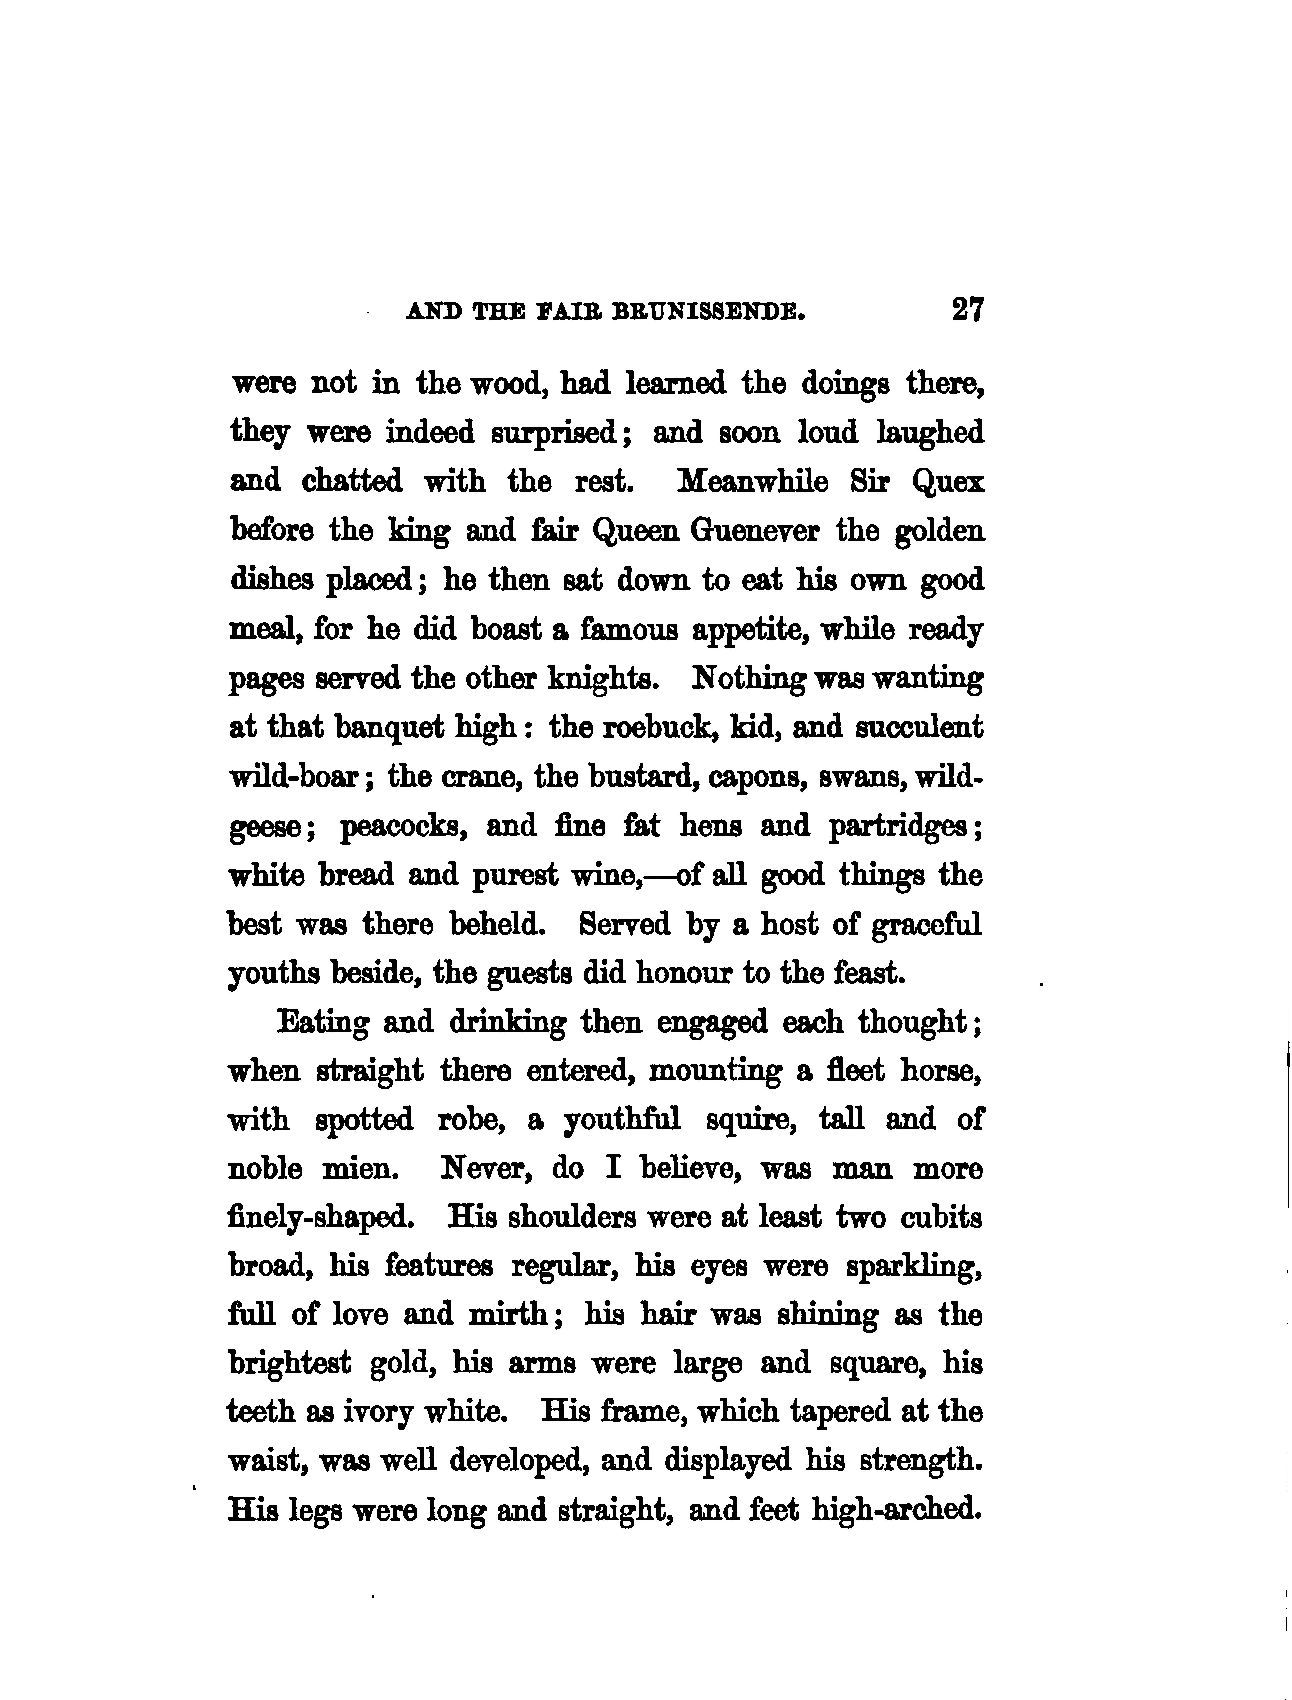 AND THE FAIR BRUNISSENDE. 27
were not in the wood, had learned the doings there,
they were indeed surprised; and soon loud laughed
and chatted with the rest. Meanwhile Sir Quex
before the king and fair Queen Guenever the golden
dishes placed; he then sat down to eat his own good
meal, for he did boast a famous appetite, while ready
pages served the other knights. Nothing was wanting
at that banquet high: the roebuck, kid, and succulent
wild-boar; the crane, the bustard, capons, swans, wild-
geese; peacocks, and fine fat hens and partridges;
white bread and purest wine,—of all good things the
best was there beheld. Served by a host of graceful
youths beside, the guests did honour to the feast.
Eating and drinking then engaged each thought;
when straight there entered, mounting a fleet horse,
with spotted robe, a youthful squire, tall and of
noble mien. Never, do I believe, was man more
finely-shaped. His shoulders were at least two cubits
broad, his features regular, his eyes were sparkling,
full of love and mirth; his hair was shining as the
brightest gold, his arms were large and square, his
teeth as ivory white. His frame, which tapered at the
waist, was well developed, and displayed his strength.
His legs were long and straight, and feet high-arched.